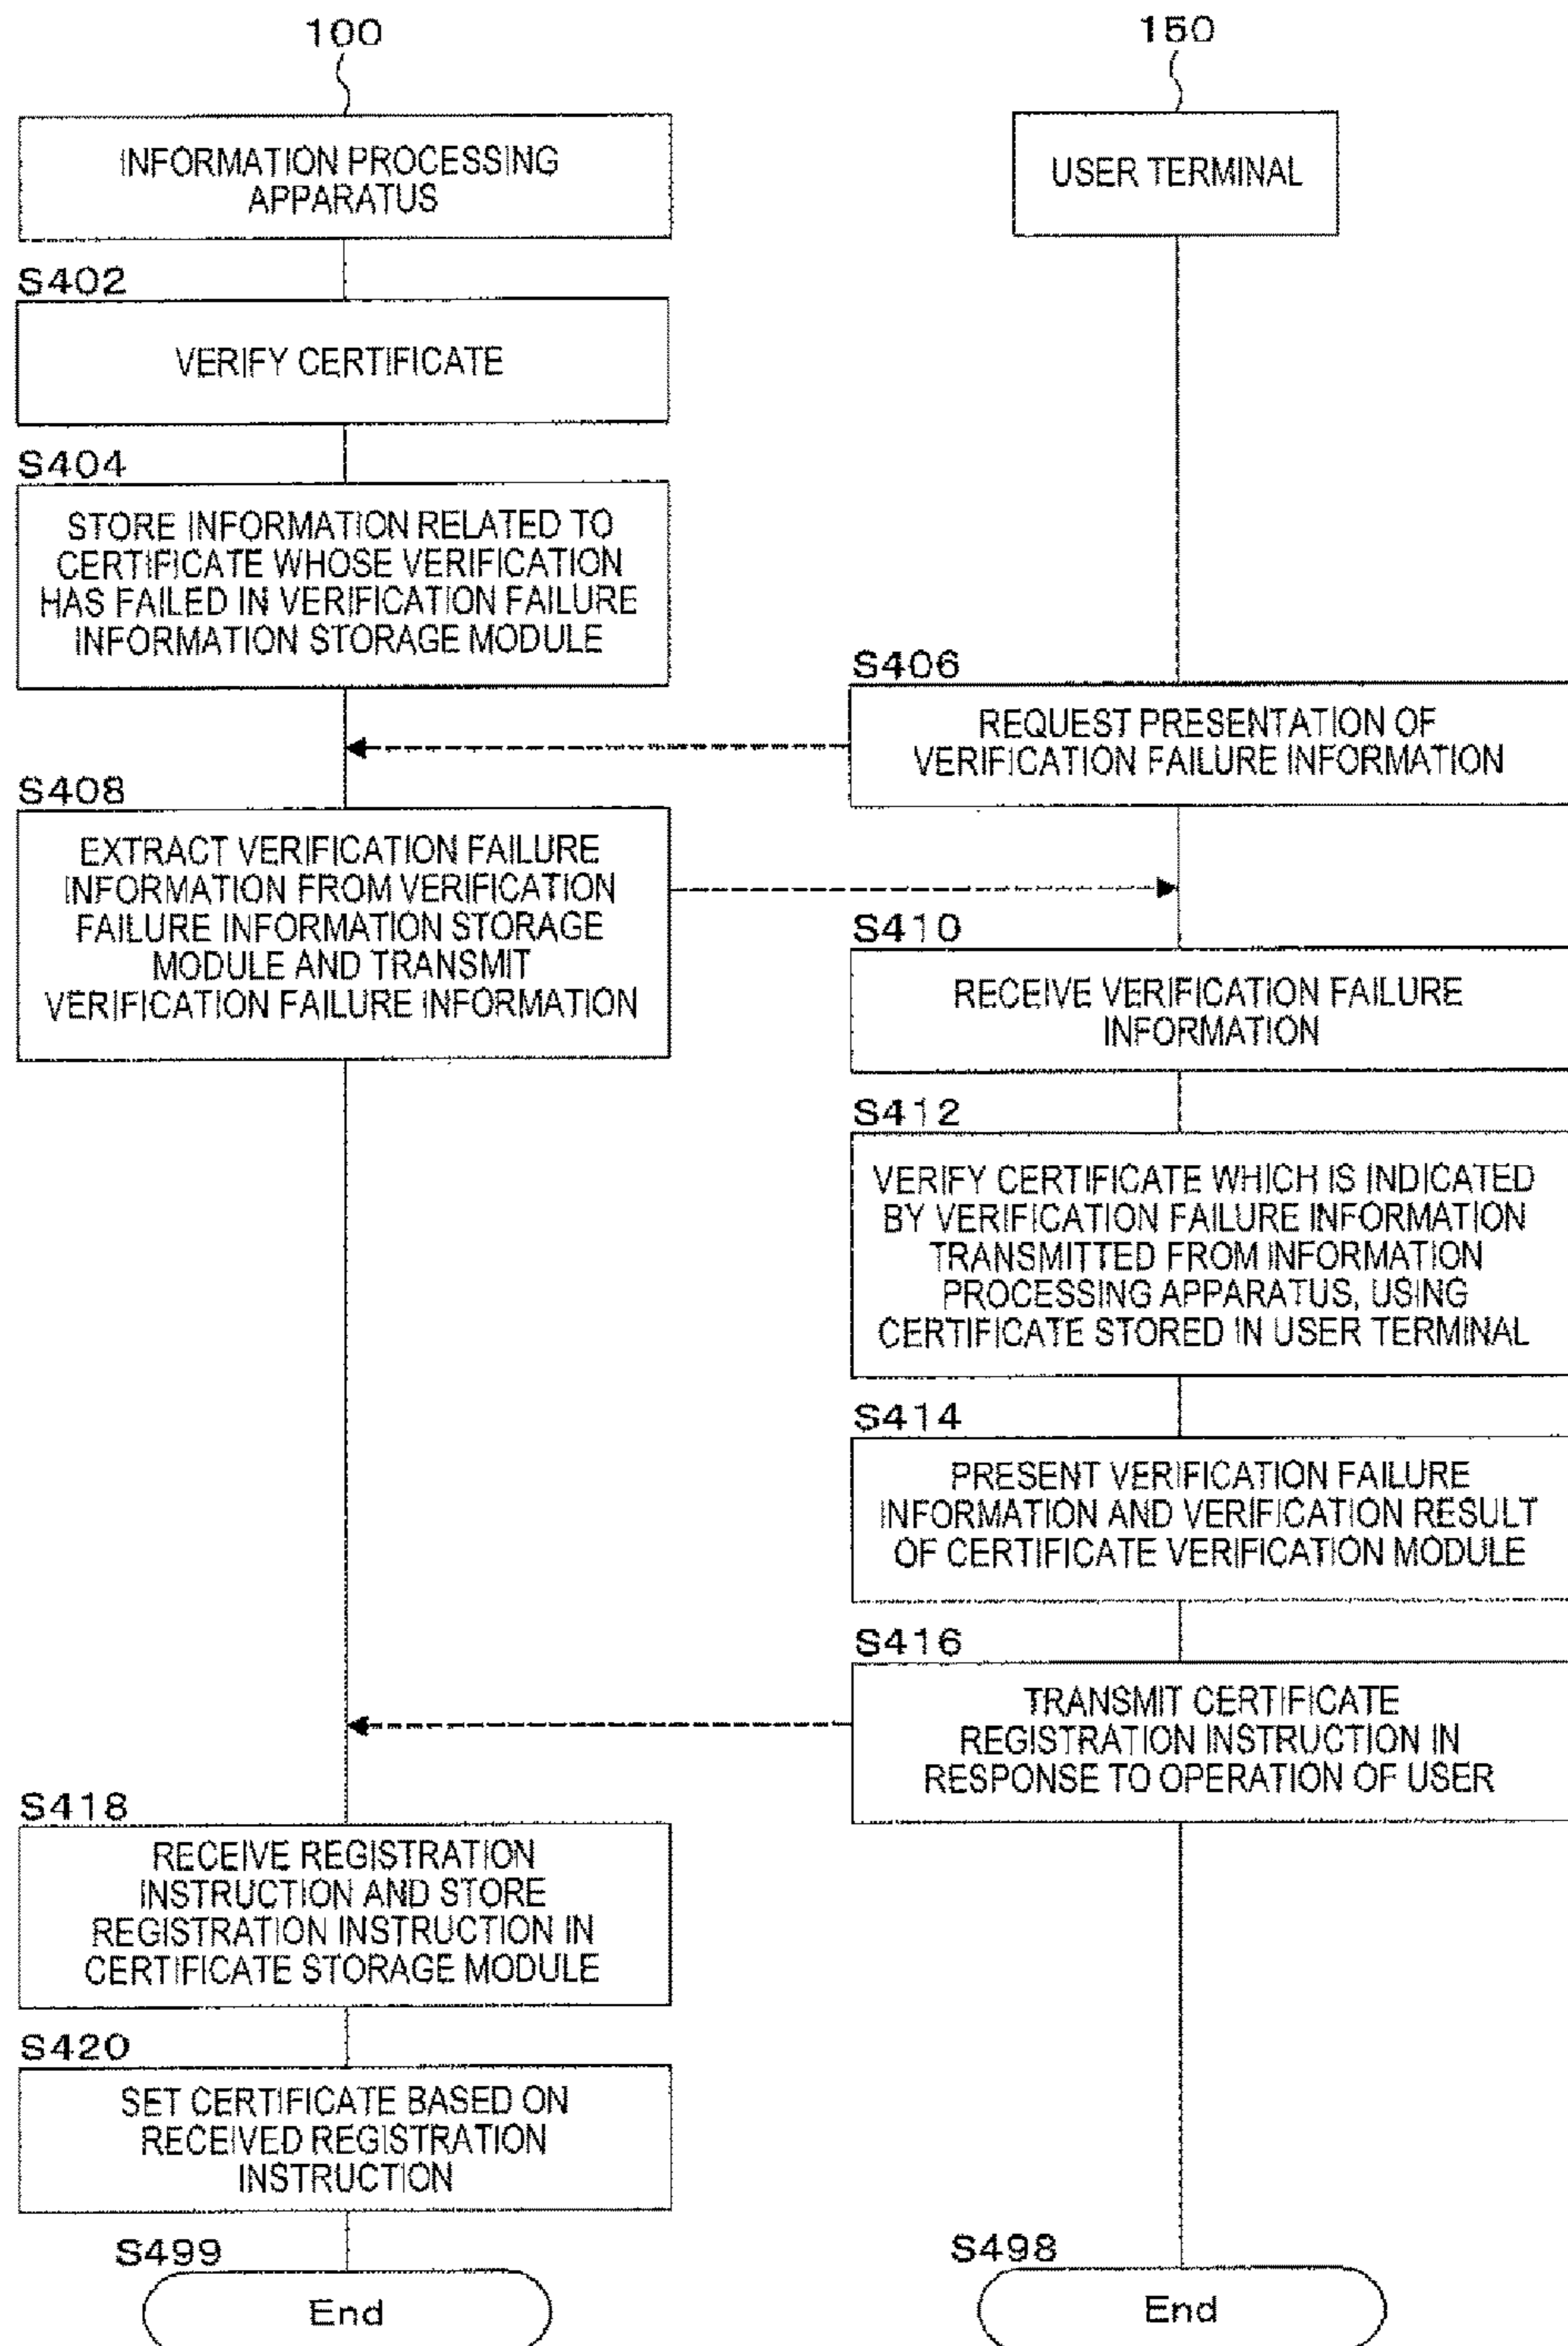 100
150
INFORMATION PROCESSING
APPARATUS
USER TERMINAL
S402
VERIFY CERTIFICATE
S404
STORE INFORMATION RELATED TO
CERTIFICATE WHOSE VERIFICATION
HAS FAILED IN VERIFICATION FAILURE
INFORMATION STORAGE MODULE
S406
REQUEST PRESENTATION OF
VERIFICATION FAILURE INFORMATION
S408
EXTRACT VERIFICATION FAILURE
INFORMATION FROM VERIFICATION
FAILURE INFORMATION STORAGE
MODULE AND TRANSMIT
VERIFICATION FAILURE INFORMATION
S410
RECEIVE VERIFICATION FAILURE
INFORMATION
S412
VERIFY CERTIFICATE WHICH IS INDICATED
BY VERIFICATION FAILURE INFORMATION
TRANSMITTED FROM INFORMATION
PROCESSING APPARATUS, USING
CERTIFICATE STORED IN USER TERMINAL
S414
PRESENT VERIFICATION FAILURE
INFORMATION AND VERIFICATION RESULT
OF CERTIFICATE VERIFICATION MODULE
S416
TRANSMIT CERTIFICATE
REGISTRATION INSTRUCTION IN
RESPONSE TO OPERATION OF USER
S418
RECEIVE REGISTRATION
INSTRUCTION AND STORE
REGISTRATION INSTRUCTION IN
CERTIFICATE STORAGE MODULE
S420
SET CERTIFICATE BASED ON
RECEIVED REGISTRATION
INSTRUCTION
S499
End
S498
End